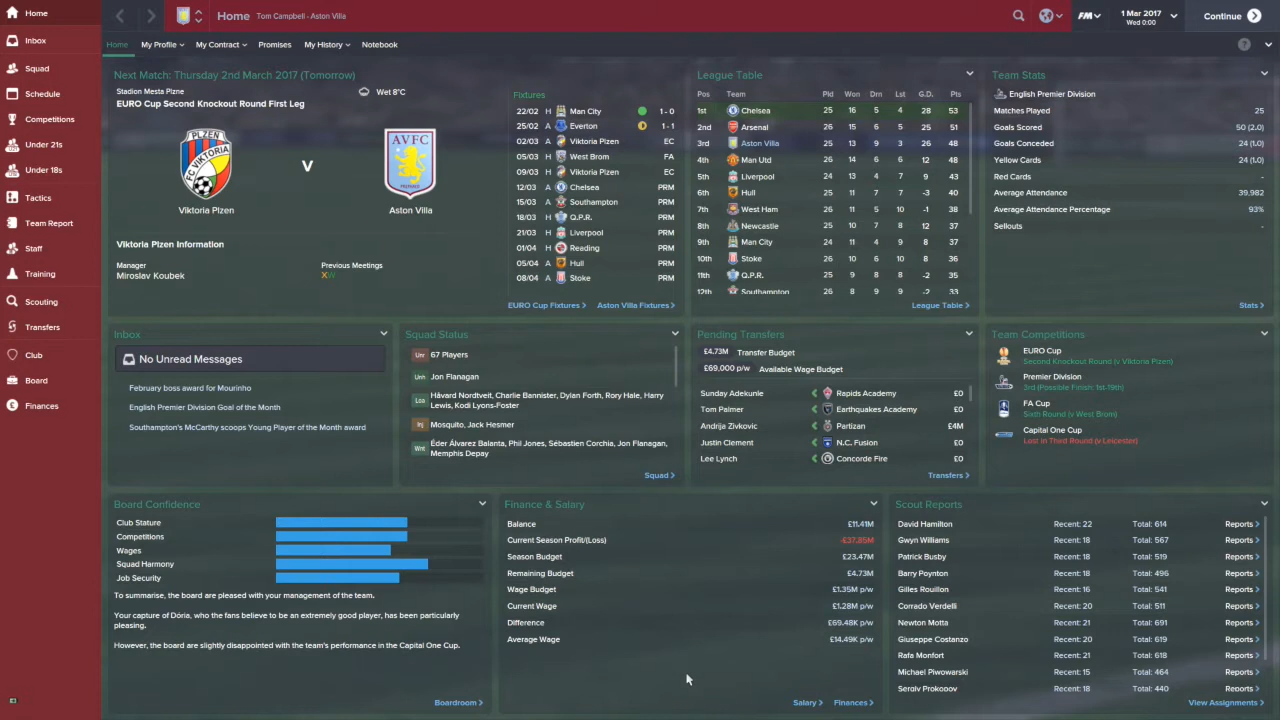 Home
Home
Tom Campbell - Aston Villa
FM
1 Mar 2017
Wed 0:00
Continue
Inbox
Squad
Schedule
Competitions
Under 21s
Under 18s
Tactics
Team Report
Staff
Training
Scouting
Transfers
Club
Board
Finances
Home My Profile My Contract Promises My History Notebook
?
Next Match: Thursday 2nd March 2017 (Tomorrow)
Stadion Mesta Plzne
Wet 8°C
EURO Cup Second Knockout Round First Leg
PLZEN
FC VIKTORIA
V
AVFC
PREPARED
Viktoria Plzen
Aston Villa
Viktoria Plzen Information
Manager
Miroslav Koubek
Previous Meetings
XW
Fixtures
22/02 H Man City 1 - 0
25/02 A Everton 1 - 1
02/03 A Viktoria Plzen EC
05/03 H West Brom FA
09/03 H Viktoria Plzen EC
12/03 A Chelsea PRM
15/03 A Southampton PRM
18/03 H Q.P.R. PRM
21/03 H Liverpool PRM
01/04 H Reading PRM
05/04 A Hull PRM
08/04 A Stoke PRM
EURO Cup Fixtures > Aston Villa Fixtures >
League Table
Pos Team Pld Won Drn Lst G.D. Pts
1st Chelsea 25 16 5 4 28 53
2nd Arsenal 26 15 6 5 25 51
3rd Aston Villa 25 13 9 3 26 48
4th Man Utd 26 14 6 6 12 48
5th Liverpool 24 13 4 7 9 43
6th Hull 25 11 7 7 -3 40
7th West Ham 26 11 5 10 -1 38
8th Newcastle 25 10 7 8 12 37
9th Man City 24 11 4 9 8 37
10th Stoke 26 10 6 10 8 36
11th Q.P.R. 25 9 8 8 -2 35
12th Southampton 26 8 9 9 -2 33
League Table >
Team Stats
English Premier Division
Matches Played 25
Goals Scored 50 (2.0)
Goals Conceded 24 (1.0)
Yellow Cards 24 (1.0)
Red Cards -
Average Attendance 39,982
Average Attendance Percentage 93%
Sellouts -
Stats >
Inbox
No Unread Messages
February boss award for Mourinho
English Premier Division Goal of the Month
Southampton's McCarthy scoops Young Player of the Month award
Squad Status
Unr 67 Players
Unh Jon Flanagan
Loa Håvard Nordtveit, Charlie Bannister, Dylan Forth, Rory Hale, Harry
Lewis, Kodi Lyons-Foster
Inj Mosquito, Jack Hesmer
Wnt Éder Álvarez Balanta, Phil Jones, Sébastien Corchia, Jon Flanagan,
Memphis Depay
Squad >
Pending Transfers
£4.73M Transfer Budget
£69,000 p/w Available Wage Budget
Sunday Adekunle Rapids Academy £0
Tom Palmer Earthquakes Academy £0
Andrija Zivkovic Partizan £4M
Justin Clement N.C. Fusion £0
Lee Lynch Concorde Fire £0
Transfers >
Team Competitions
EURO Cup
Second Knockout Round (v Viktoria Plzen)
Premier Division
3rd (Possible Finish: 1st-19th)
FA Cup
Sixth Round (v West Brom)
Capital One Cup
Lost in Third Round (v Leicester)
Board Confidence
Club Stature
Competitions
Wages
Squad Harmony
Job Security
To summarise, the board are pleased with your management of the team.
Your capture of Dória, who the fans believe to be an extremely good player, has been particularly
pleasing.
However, the board are slightly disappointed with the team's performance in the Capital One Cup.
Boardroom >
Finance & Salary
Balance £11.41M
Current Season Profit/(Loss) -£37.85M
Season Budget £23.47M
Remaining Budget £4.73M
Wage Budget £1.35M p/w
Current Wage £1.28M p/w
Difference £69.48K p/w
Average Wage £14.49K p/w
Salary > Finances >
Scout Reports
David Hamilton Recent: 22 Total: 614 Reports >
Gwyn Williams Recent: 18 Total: 567 Reports >
Patrick Busby Recent: 18 Total: 519 Reports >
Barry Poynton Recent: 18 Total: 496 Reports >
Gilles Rouillon Recent: 16 Total: 541 Reports >
Corrado Verdelli Recent: 20 Total: 511 Reports >
Newton Motta Recent: 21 Total: 691 Reports >
Giuseppe Costanzo Recent: 20 Total: 619 Reports >
Rafa Monfort Recent: 21 Total: 618 Reports >
Michael Piwowarski Recent: 15 Total: 464 Reports >
Sergiy Prokopov Recent: 18 Total: 440 Reports >
View Assignments >